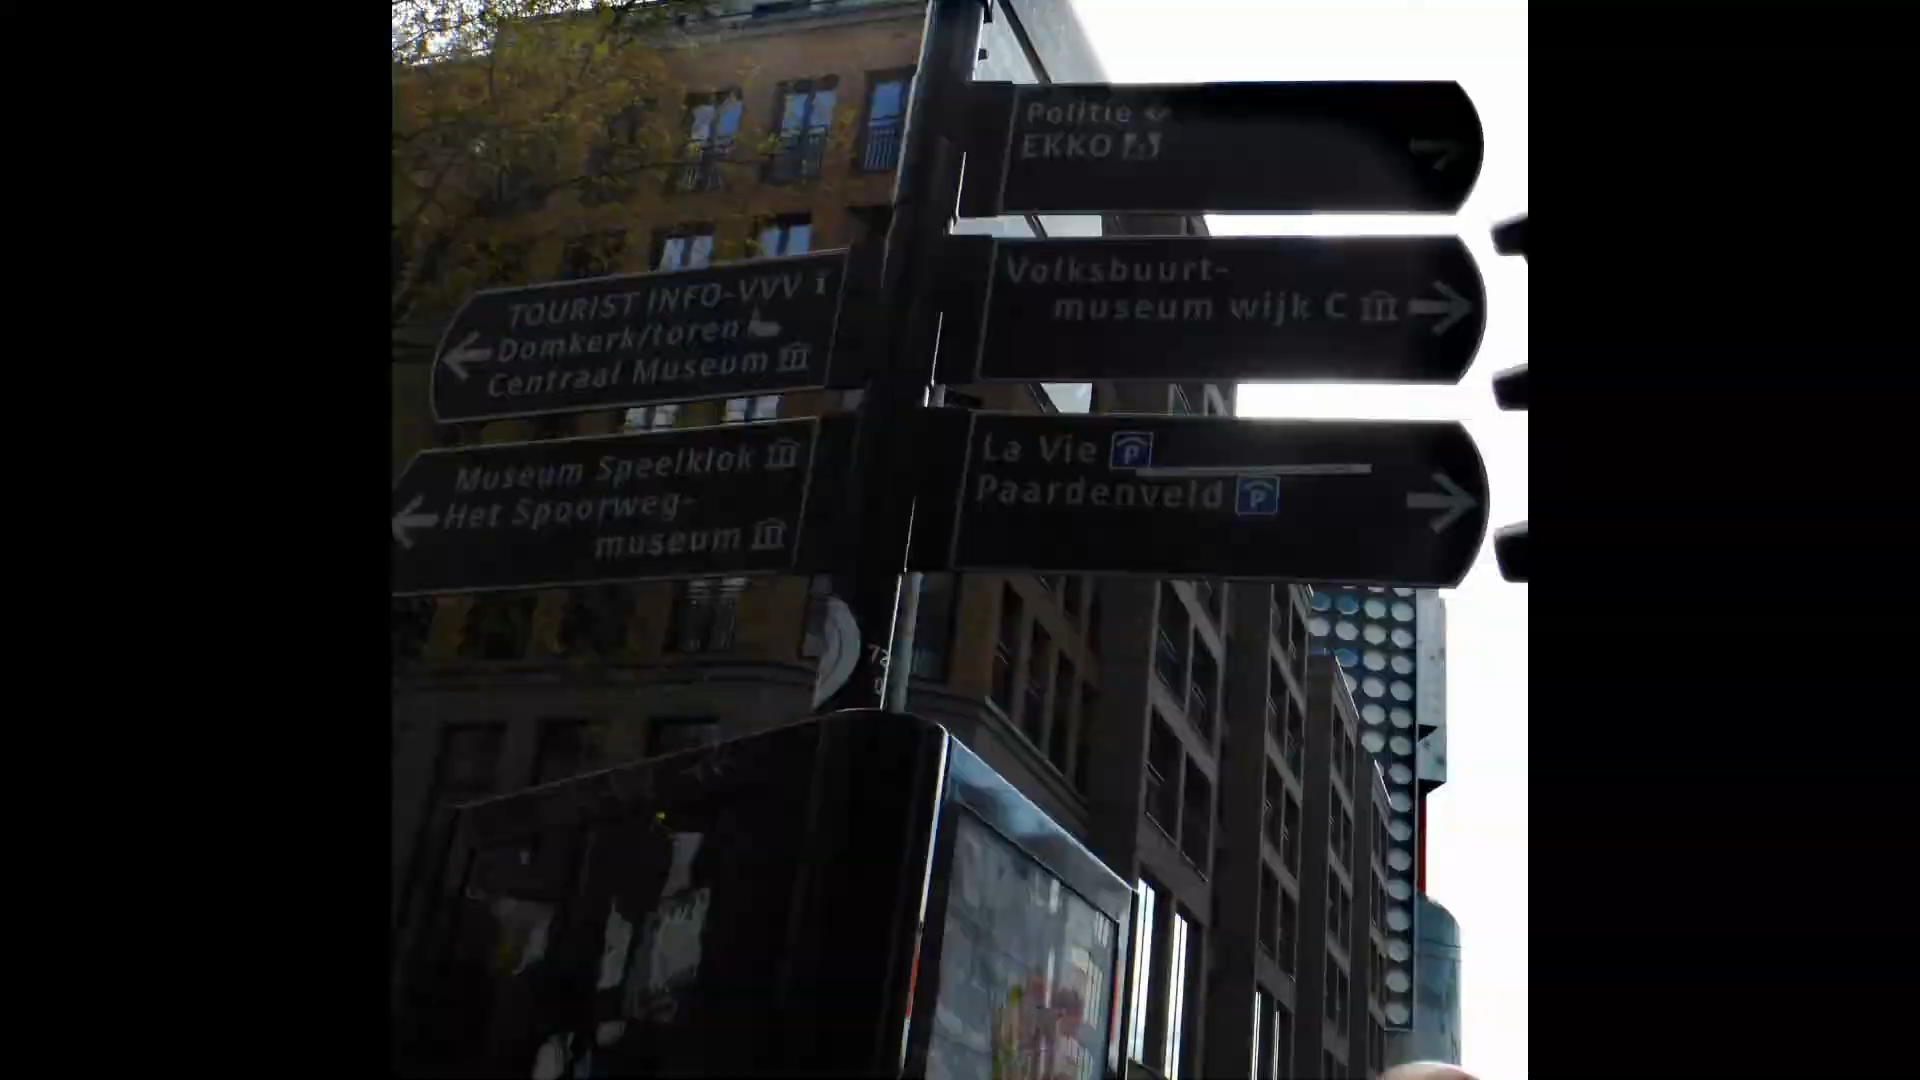 Politie
EKKO
TOURIST INFO-VVV i
Domkerk/toren
Centraal Museum
Volksbuurt-
museum wijk C
Museum Speelklok
Het Spoorweg-
museum
La Vie P
Paardenveld P